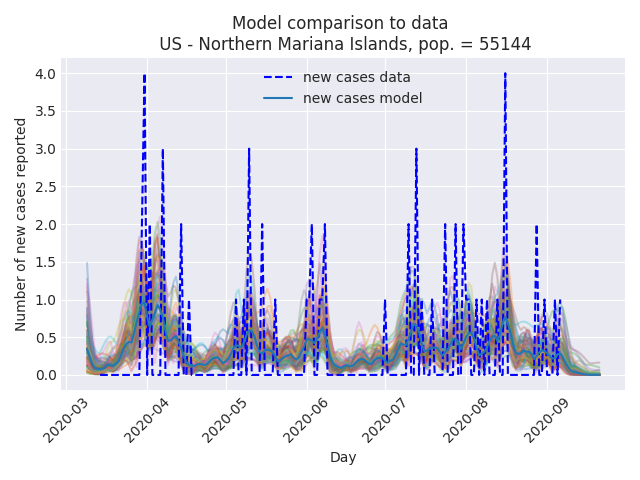 Model comparison to data
US - Northern Mariana Islands, pop. = 55144
new cases data
new cases model
Number of new cases reported
4.0
3.5
3.0
2.5
2.0
1.5
1.0
0.5
0.0
2020-03
2020-04
2020-05
2020-06
2020-07
2020-08
2020-09
Day